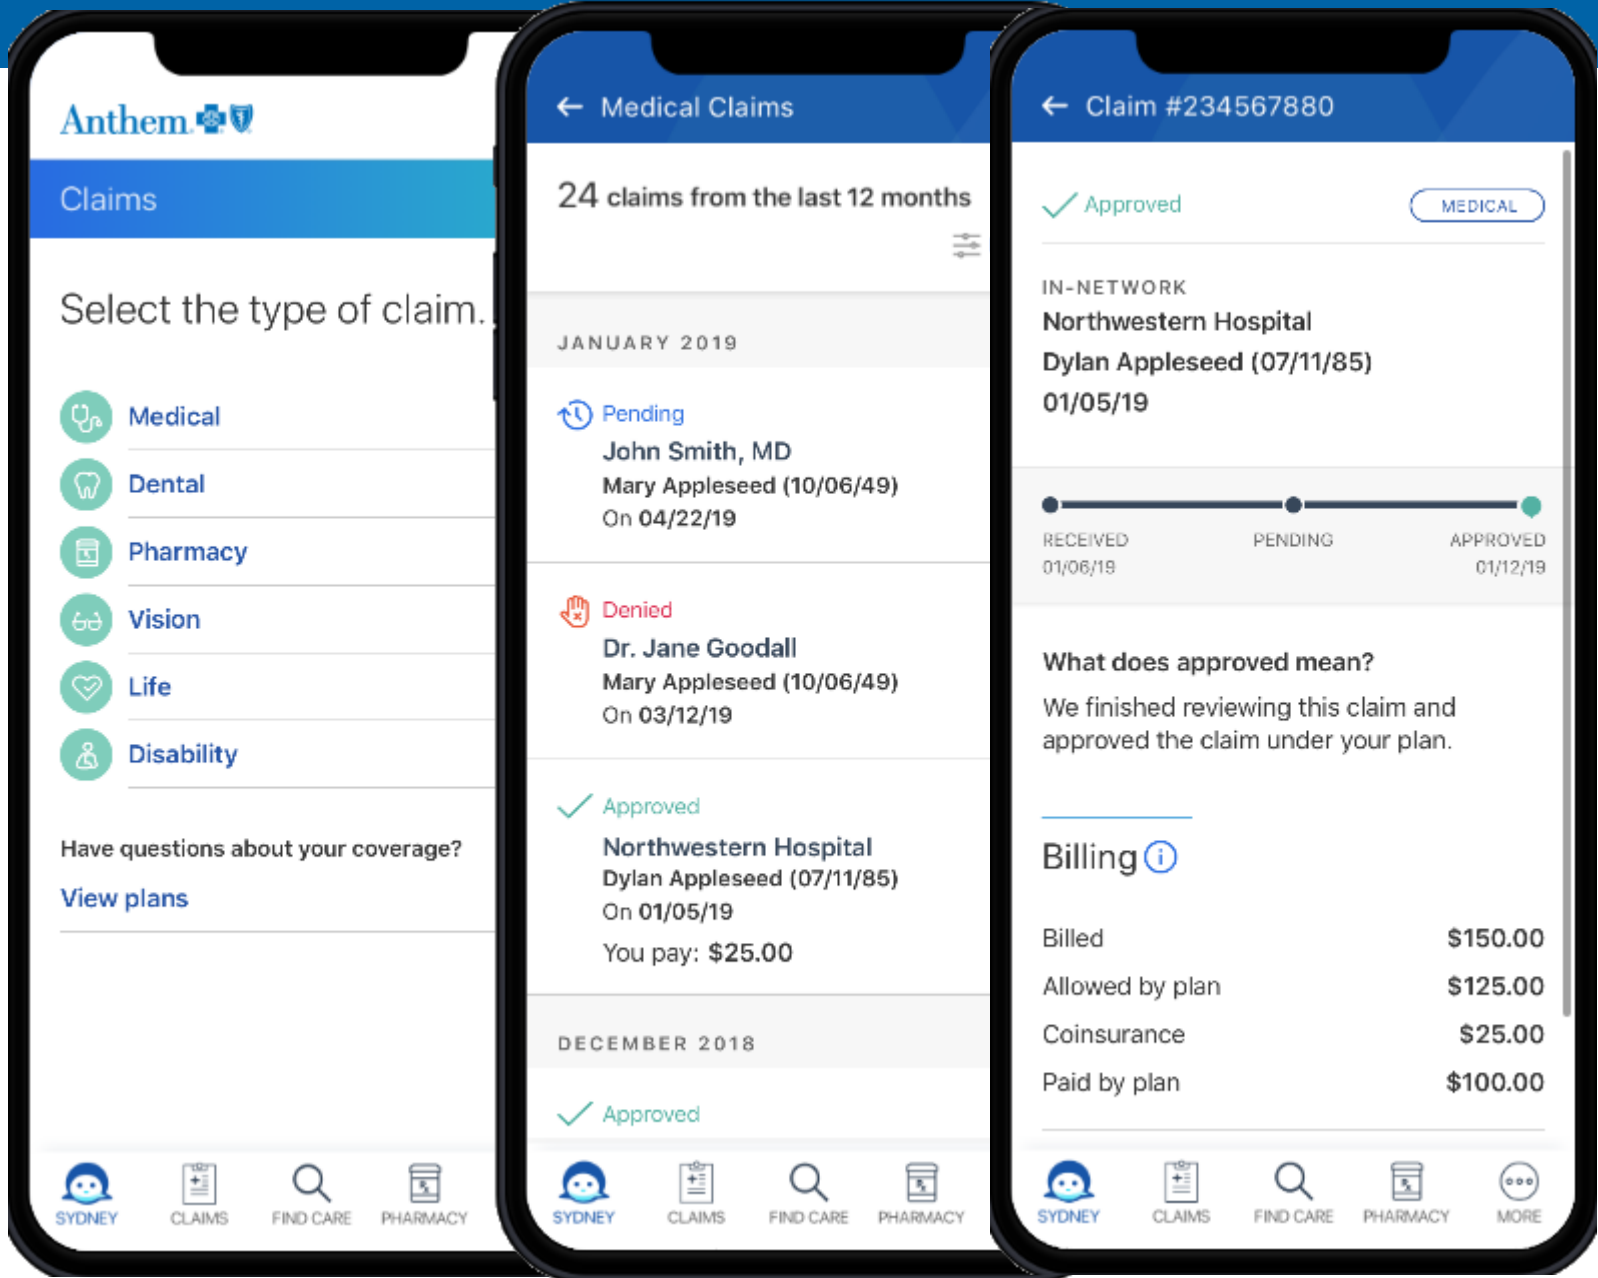 Anthem
Claims
Select the type of claim.
Medical
Dental
Pharmacy
Vision
Life
Disability
Have questions about your coverage?
View plans
SYDNEY
CLAIMS
FIND CARE
PHARMACY
Medical Claims
24 claims from the last 12 months
JANUARY 2019
Pending
John Smith, MD
Mary Appleseed (10/06/49)
On 04/22/19
Denied
Dr. Jane Goodall
Mary Appleseed (10/06/49)
On 03/12/19
Approved
Northwestern Hospital
Dylan Appleseed (07/11/85)
On 01/05/19
You pay: $25.00
DECEMBER 2018
Approved
SYDNEY
CLAIMS
FIND CARE
PHARMACY
Claim #234567880
Approved MEDICAL
IN-NETWORK
Northwestern Hospital
Dylan Appleseed (07/11/85)
01/05/19
RECEIVED PENDING APPROVED
01/06/19 01/12/19
What does approved mean?
We finished reviewing this claim and
approved the claim under your plan.
Billing
Billed $150.00
Allowed by plan $125.00
Coinsurance $25.00
Paid by plan $100.00
SYDNEY
CLAIMS
FIND CARE
PHARMACY
MORE